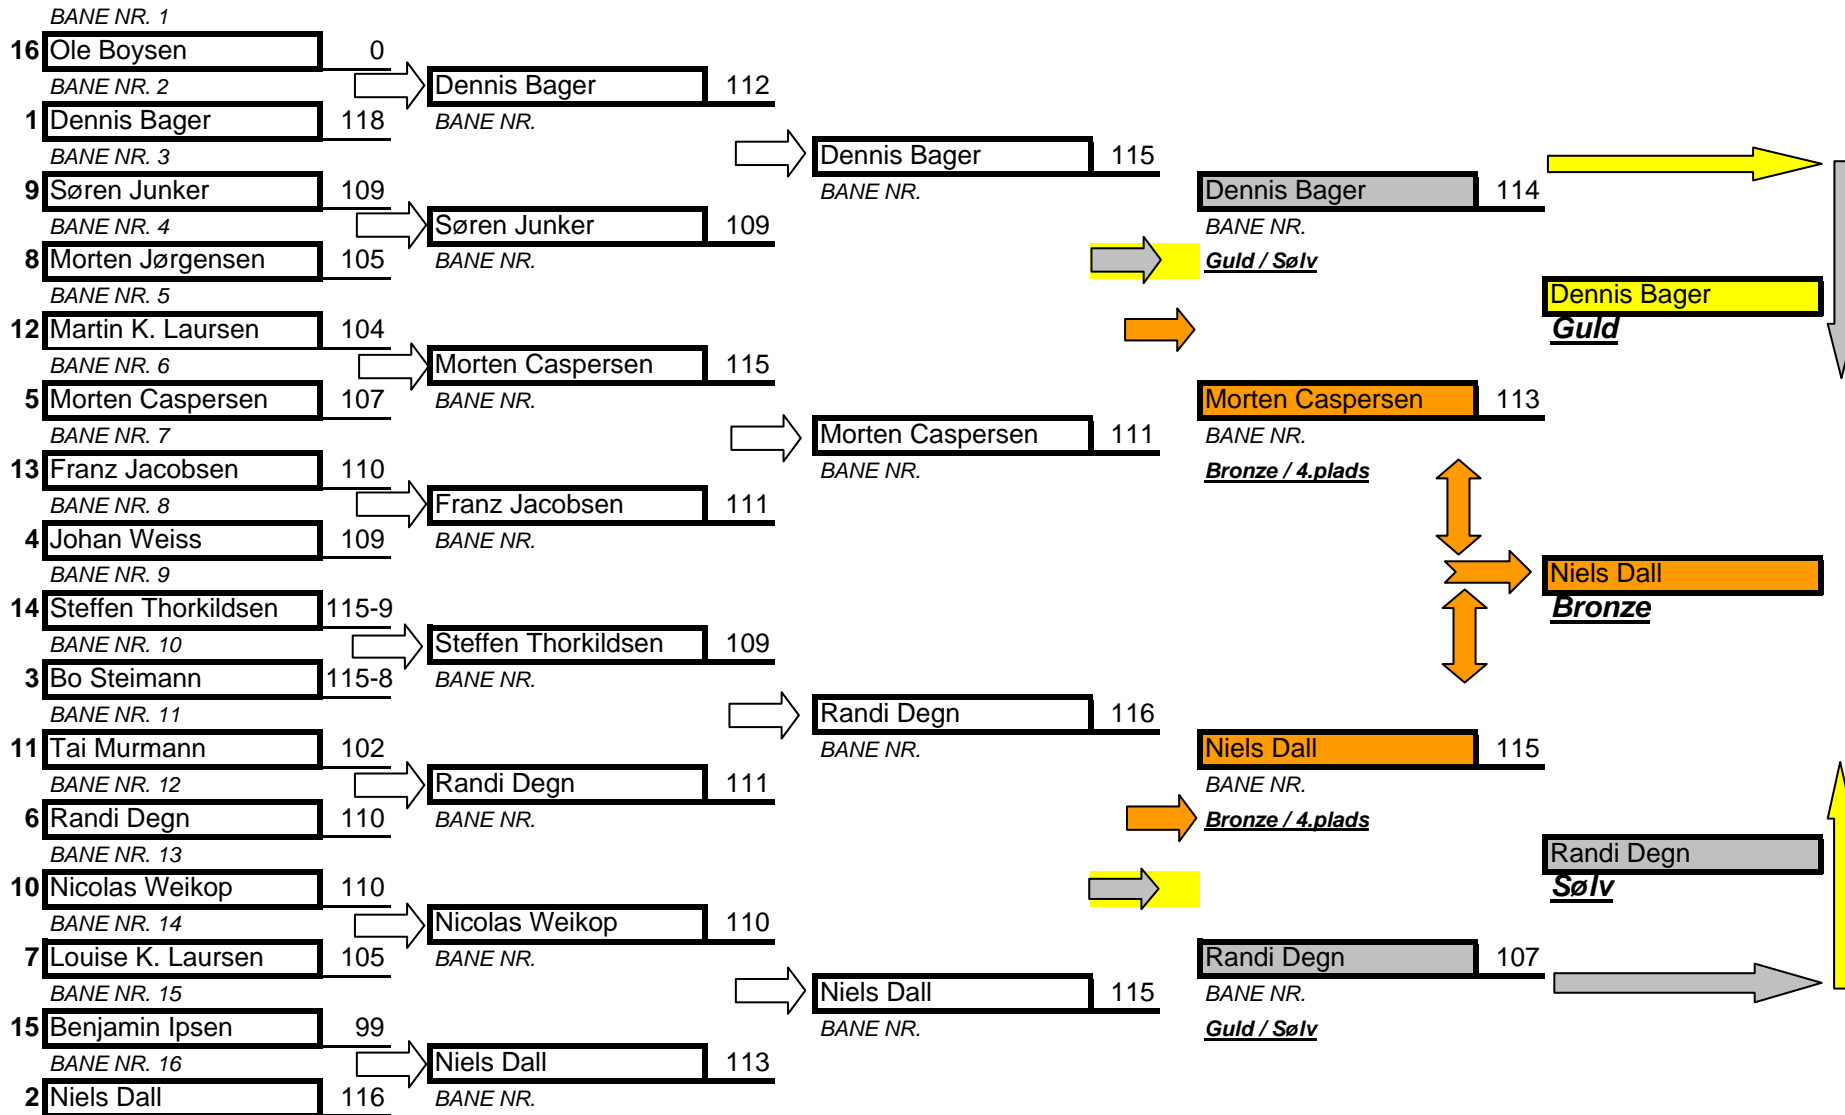 BANE NR. 1
16 Ole Boysen 0
BANE NR. 2
1 Dennis Bager 118
BANE NR. 3
9 Søren Junker 109
BANE NR. 4
8 Morten Jørgensen 105
BANE NR. 5
12 Martin K. Laursen 104
BANE NR. 6
5 Morten Caspersen 107
BANE NR. 7
13 Franz Jacobsen 110
BANE NR. 8
4 Johan Weiss 109
BANE NR. 9
14 Steffen Thorkildsen 115-9
BANE NR. 10
3 Bo Steimann 115-8
BANE NR. 11
11 Tai Murmann 102
BANE NR. 12
6 Randi Degn 110
BANE NR. 13
10 Nicolas Weikop 110
BANE NR. 14
7 Louise K. Laursen 105
BANE NR. 15
15 Benjamin Ipsen 99
BANE NR. 16
2 Niels Dall 116
Dennis Bager 112
BANE NR.
Søren Junker 109
BANE NR.
Morten Caspersen 115
BANE NR.
Franz Jacobsen 111
BANE NR.
Steffen Thorkildsen 109
BANE NR.
Randi Degn 111
BANE NR.
Nicolas Weikop 110
BANE NR.
Niels Dall 113
BANE NR.
Dennis Bager 115
BANE NR.
Morten Caspersen 111
BANE NR.
Randi Degn 116
BANE NR.
Niels Dall 115
BANE NR.
Dennis Bager 114
BANE NR.
Guld / Sølv
Morten Caspersen 113
BANE NR.
Bronze / 4.plads
Niels Dall 115
BANE NR.
Bronze / 4.plads
Randi Degn 107
BANE NR.
Guld / Sølv
Dennis Bager
Guld
Niels Dall
Bronze
Randi Degn
Sølv